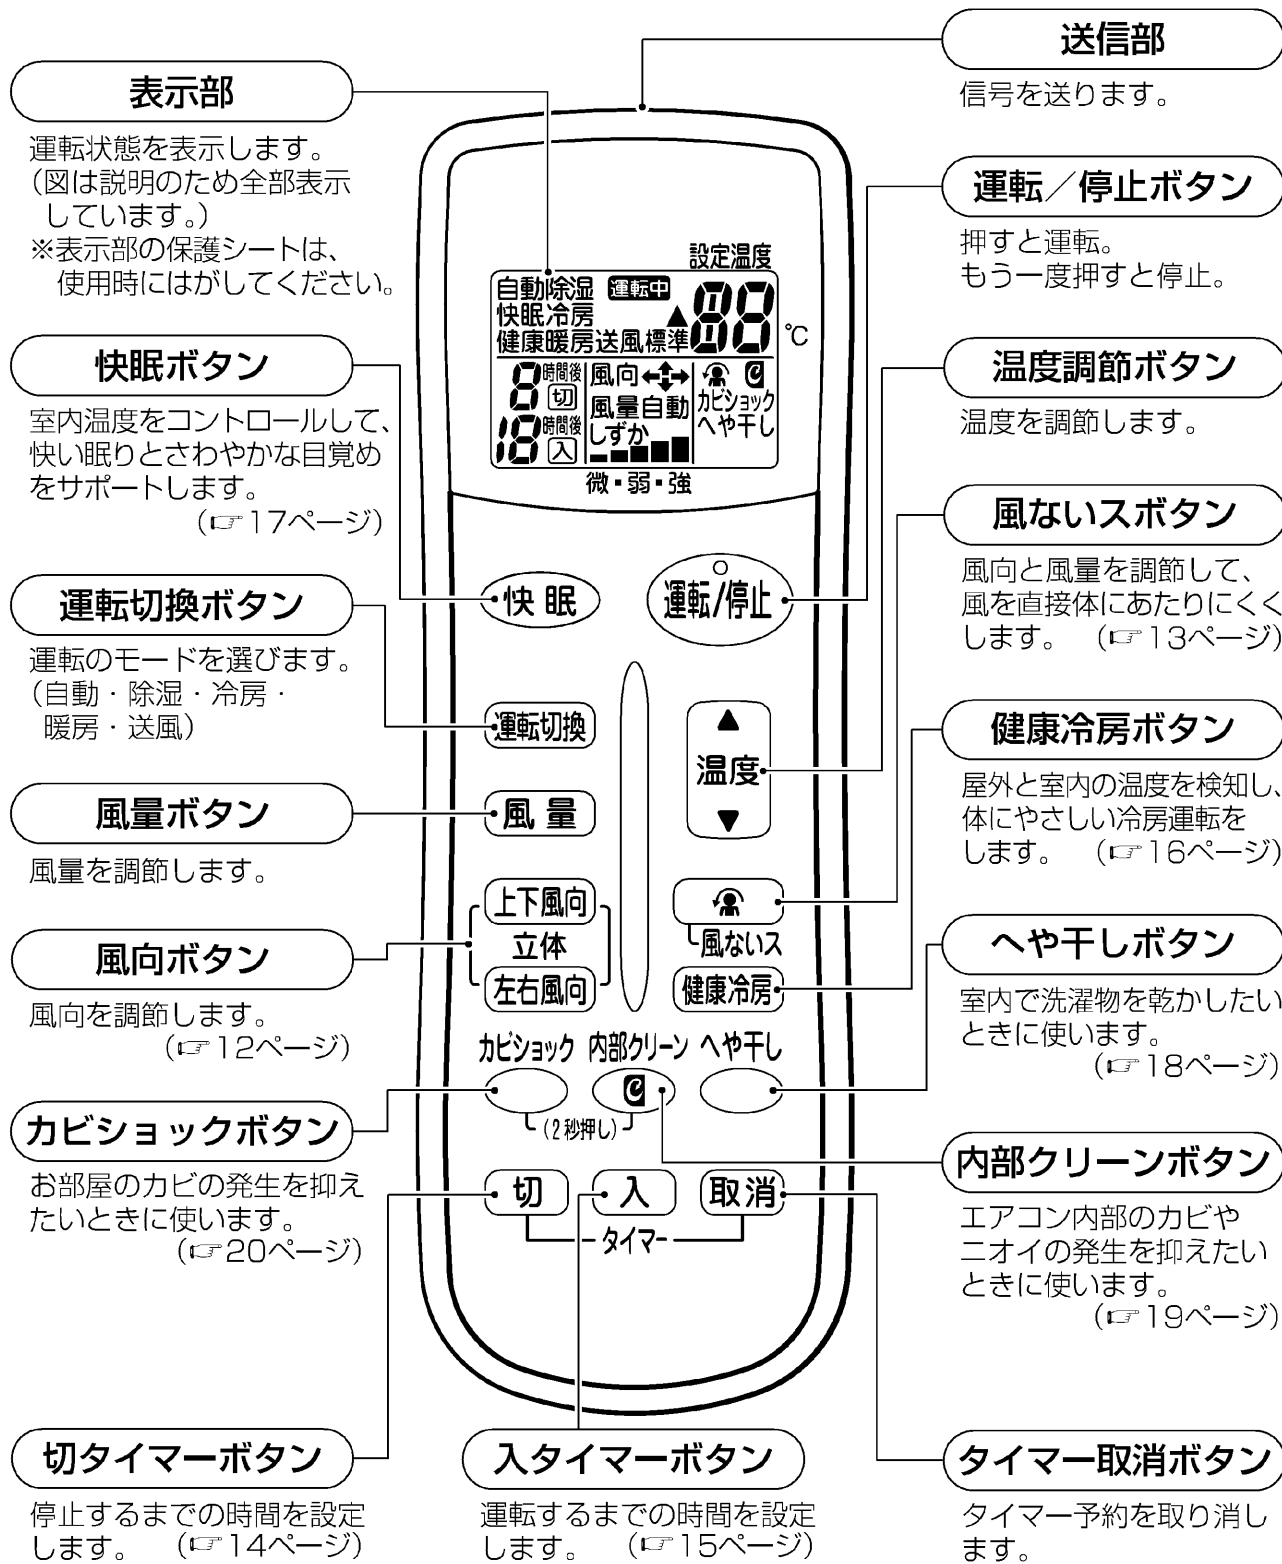 送信部
信号を送ります。
表示部
運転状態を表示します。
(図は説明のため全部表示
しています。)
※表示部の保護シートは、
使用時にはがしてください。
運転／停止ボタン
押すと運転。
もう一度押すと停止。
設定温度
自動除湿 運転中
快眠冷房 ▲ 88 ℃
健康暖房送風標準
8 時間後 切
18 時間後 入
風向
風量自動
しずか
カビショック
へや干し
微・弱・強
快眠ボタン
室内温度をコントロールして、
快い眠りとさわやかな目覚め
をサポートします。
(☞17ページ)
温度調節ボタン
温度を調節します。
風ないスボタン
風向と風量を調節して、
風を直接体にあたりにくく
します。 (☞13ページ)
快眠
運転/停止
運転切換ボタン
運転のモードを選びます。
(自動・除湿・冷房・
暖房・送風)
運転切換
▲
温度
▼
健康冷房ボタン
屋外と室内の温度を検知し、
体にやさしい冷房運転を
します。 (☞16ページ)
風量ボタン
風量を調節します。
風量
風向ボタン
風向を調節します。
(☞12ページ)
上下風向
立体
左右風向
風ないス
健康冷房
へや干しボタン
室内で洗濯物を乾かしたい
ときに使います。
(☞18ページ)
カビショック 内部クリーン へや干し
(2秒押し)
カビショックボタン
お部屋のカビの発生を抑え
たいときに使います。
(☞20ページ)
内部クリーンボタン
エアコン内部のカビや
ニオイの発生を抑えたい
ときに使います。
(☞19ページ)
切 入 取消
タイマー
切タイマーボタン
停止するまでの時間を設定
します。 (☞14ページ)
入タイマーボタン
運転するまでの時間を設定
します。 (☞15ページ)
タイマー取消ボタン
タイマー予約を取り消し
ます。